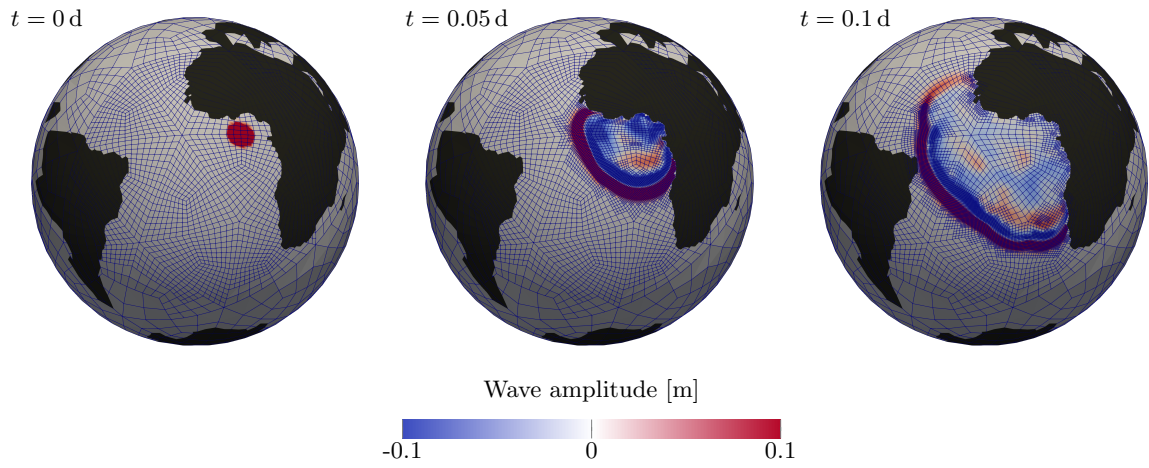 t = 0 d
t = 0.05 d
t = 0.1 d
Wave amplitude [m]
-0.1 0 0.1